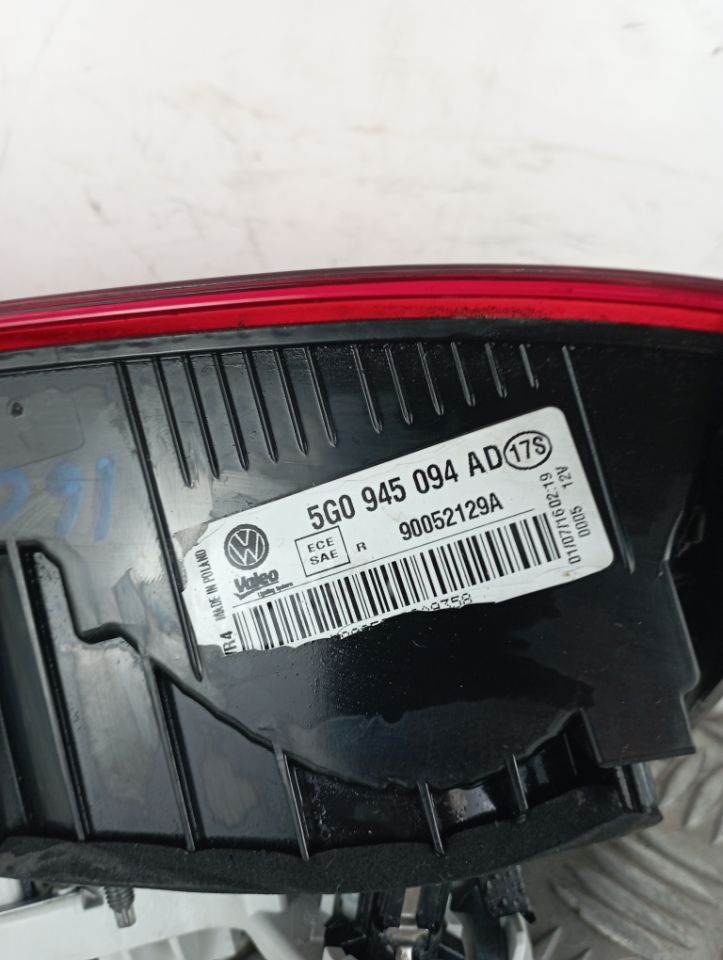 5G0 945 094 AD 17S
90052129A
ECE
SAE
R
VW
Valeo
MADE IN POLAND
01/07/16 02:19
0005 12V